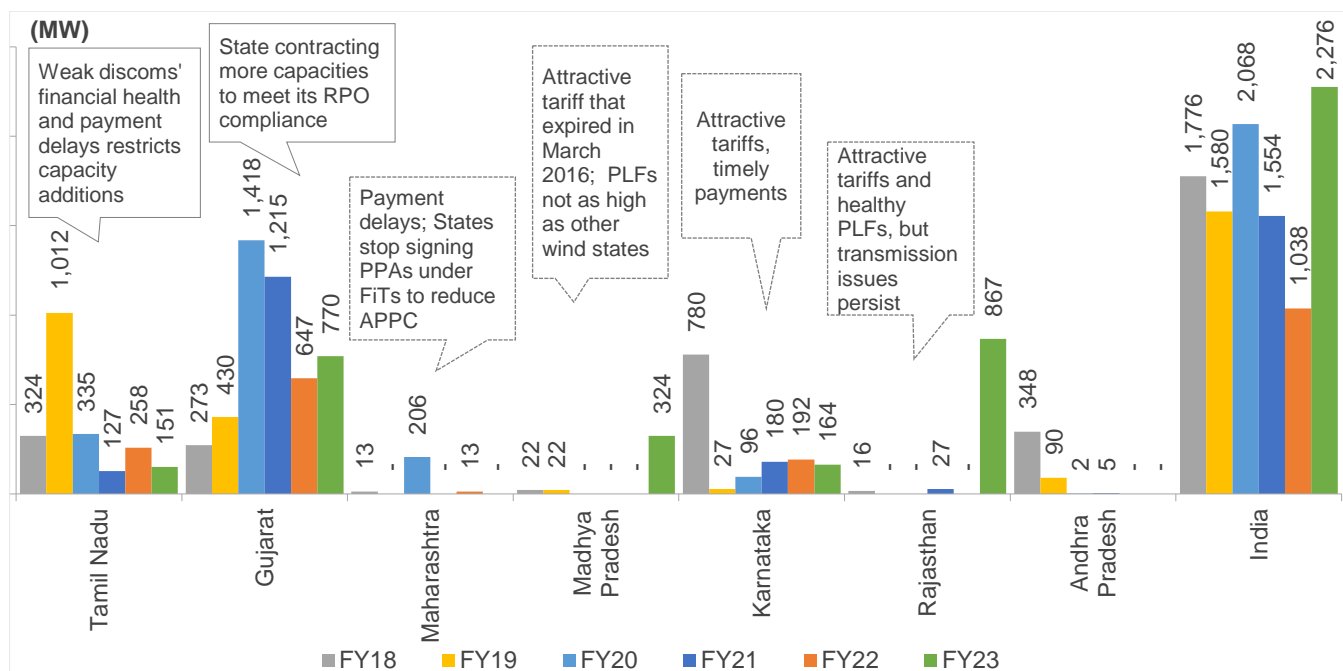 (MW)
Weak discoms'
financial health
and payment
delays restricts
capacity
additions
State contracting
more capacities
to meet its RPO
compliance
Payment
delays; States
stop signing
PPAs under
FiTs to reduce
APPC
Attractive
tariff that
expired in
March
2016; PLFs
not as high
as other
wind states
Attractive
tariffs,
timely
payments
Attractive
tariffs and
healthy
PLFs, but
transmission
issues
persist
324
1,012
335
127
258
151
273
430
1,418
1,215
647
770
13
-
206
-
13
-
22
22
-
-
-
324
780
27
96
180
192
164
16
-
-
27
-
867
348
90
2
5
-
-
1,776
1,580
2,068
1,554
1,038
2,276
Tamil Nadu
Gujarat
Maharashtra
Madhya
Pradesh
Karnataka
Rajasthan
Andhra
Pradesh
India
FY18 FY19 FY20 FY21 FY22 FY23